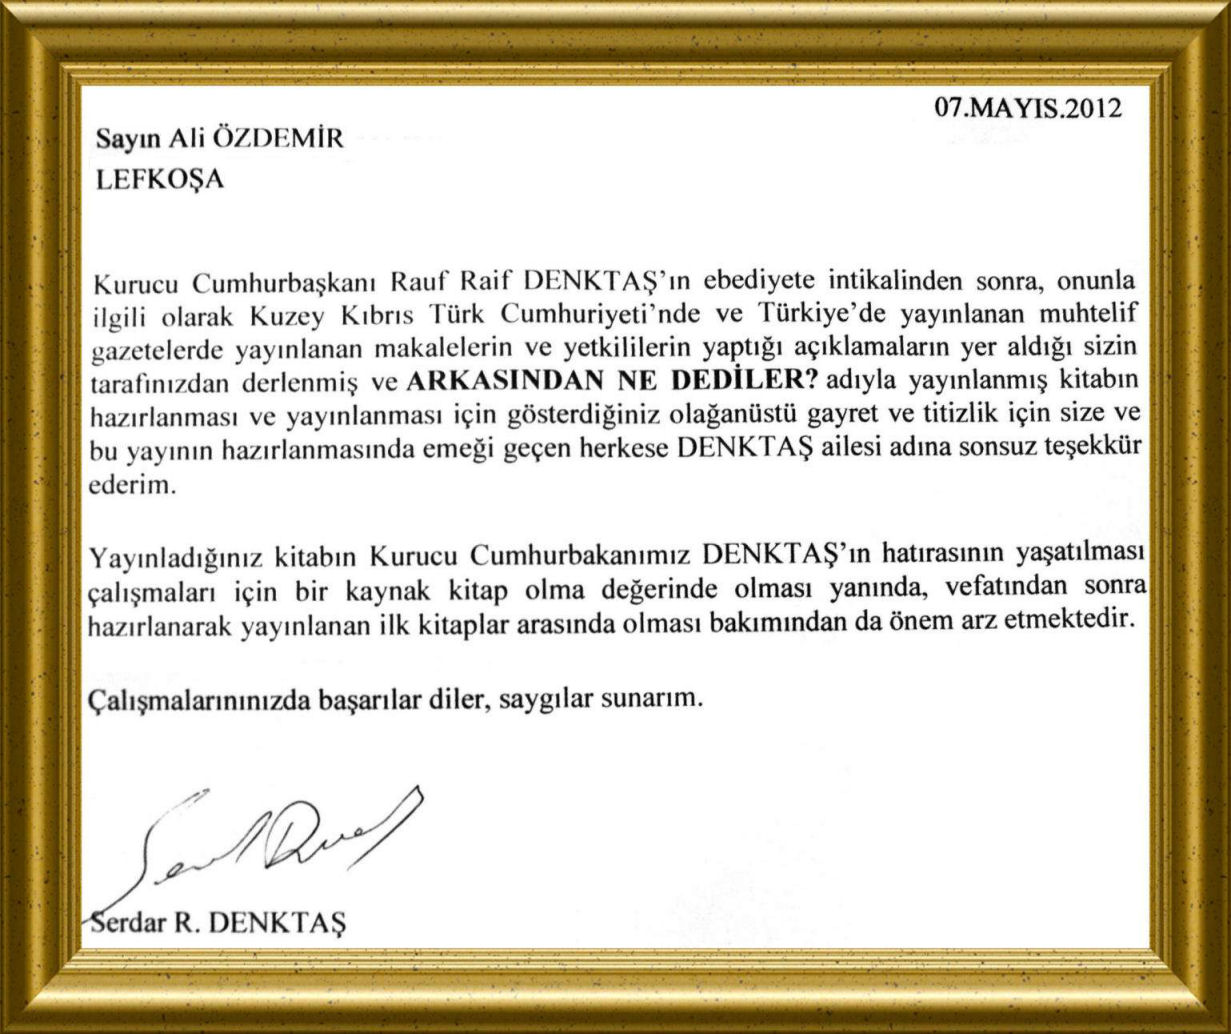 07.MAYIS.2012
Sayın Ali ÖZDEMİR
LEFKOŞA
Kurucu Cumhurbaşkanı Rauf Raif DENKTAŞ'ın ebediyete intikalinden sonra, onunla
ilgili olarak Kuzey Kıbrıs Türk Cumhuriyeti'nde ve Türkiye'de yayınlanan muhtelif
gazetelerde yayınlanan makalelerin ve yetkililerin yaptığı açıklamaların yer aldığı sizin
tarafınızdan derlenmiş ve ARKASINDAN NE DEDİLER? adıyla yayınlanmış kitabın
hazırlanması ve yayınlanması için gösterdiğiniz olağanüstü gayret ve titizlik için size ve
bu yayının hazırlanmasında emeği geçen herkese DENKTAŞ ailesi adına sonsuz teşekkür
ederim.
Yayınladığınız kitabın Kurucu Cumhurbakanımız DENKTAŞ'ın hatırasının yaşatılması
çalışmaları için bir kaynak kitap olma değerinde olması yanında, vefatından sonra
hazırlanarak yayınlanan ilk kitaplar arasında olması bakımından da önem arz etmektedir.
Çalışmalarınınızda başarılar diler, saygılar sunarım.
Serdar R. DENKTAŞ